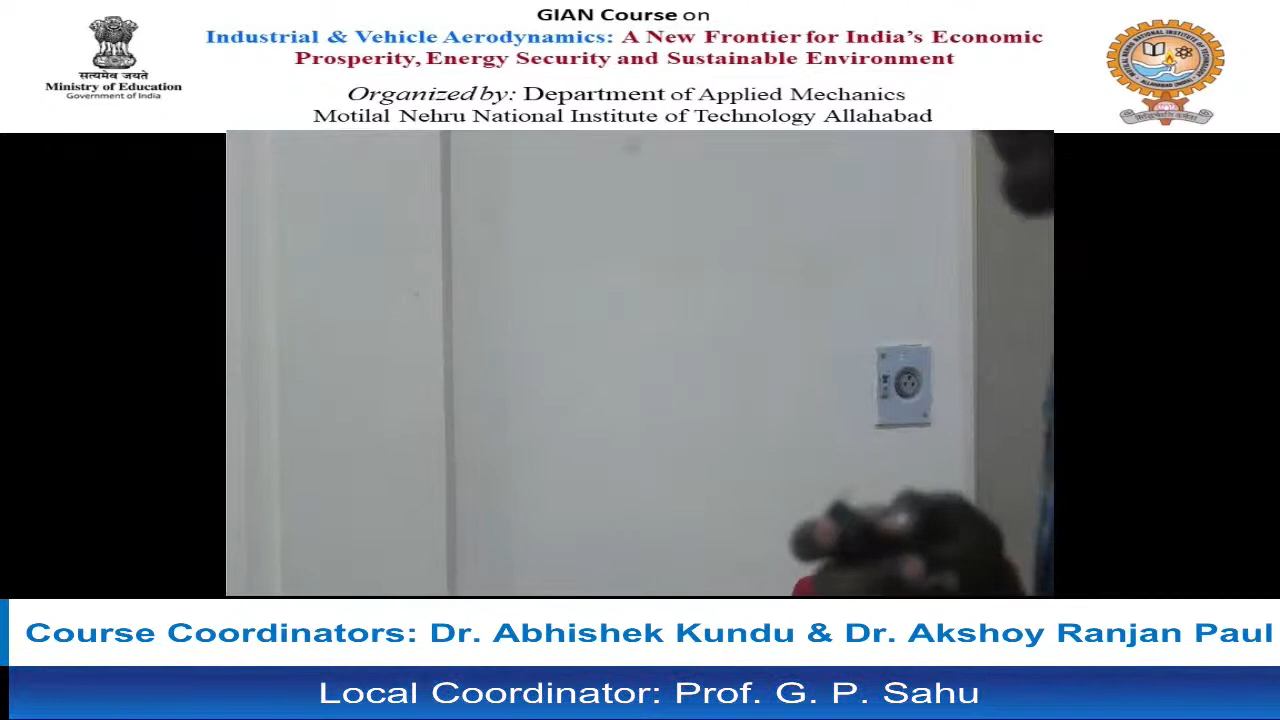 GIAN Course on
Industrial & Vehicle Aerodynamics: A New Frontier for India's Economic
Prosperity, Energy Security and Sustainable Environment
Organized by: Department of Applied Mechanics
Motilal Nehru National Institute of Technology Allahabad
सत्यमेव जयते
Ministry of Education
Government of India
Course Coordinators: Dr. Abhishek Kundu & Dr. Akshoy Ranjan Paul
Local Coordinator: Prof. G. P. Sahu